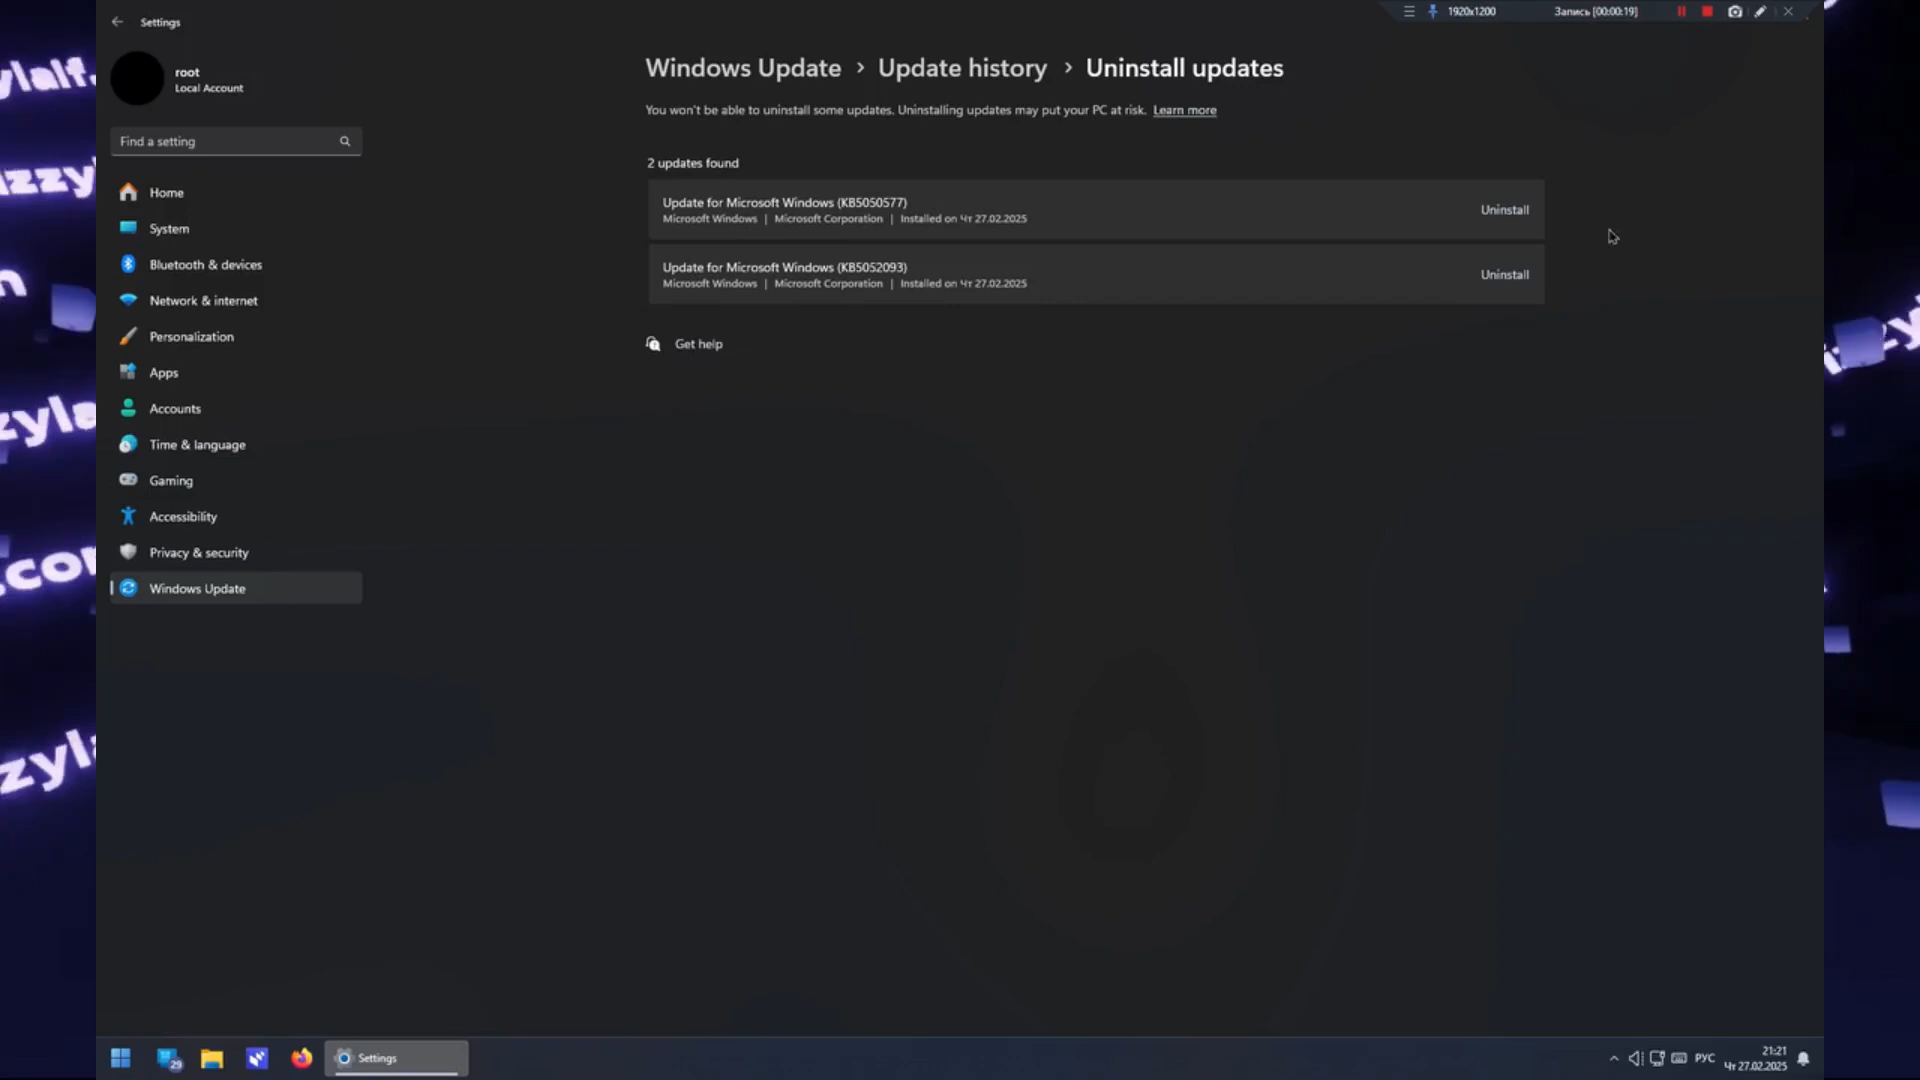 Settings
1920x1200
Запись [00:00:19]
root
Local Account
Find a setting
Home
System
Bluetooth & devices
Network & internet
Personalization
Apps
Accounts
Time & language
Gaming
Accessibility
Privacy & security
Windows Update
Windows Update > Update history > Uninstall updates
You won't be able to uninstall some updates. Uninstalling updates may put your PC at risk. Learn more
2 updates found
Update for Microsoft Windows (KB5050577)
Microsoft Windows | Microsoft Corporation | Installed on Чт 27.02.2025
Uninstall
Update for Microsoft Windows (KB5052093)
Microsoft Windows | Microsoft Corporation | Installed on Чт 27.02.2025
Uninstall
Get help
29
Settings
РУС
21:21
Чт 27.02.2025